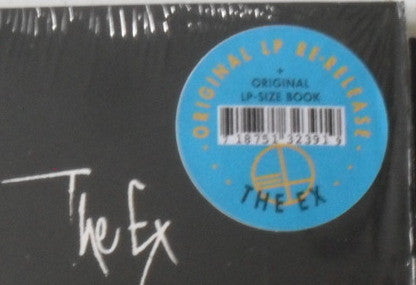 · ORIGINAL LP RE-RELEASE ·
+
ORIGINAL
LP-SIZE BOOK
THE EX
The Ex